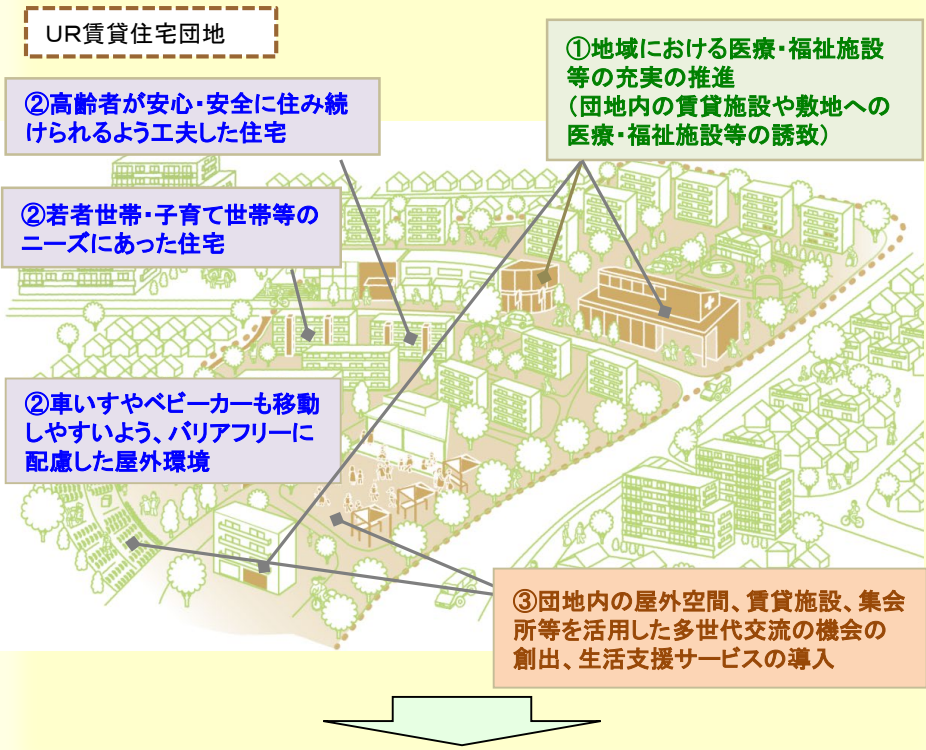 UR賃貸住宅団地
①地域における医療・福祉施設
等の充実の推進
（団地内の賃貸施設や敷地への
医療・福祉施設等の誘致）
②高齢者が安心・安全に住み続
けられるよう工夫した住宅
②若者世帯・子育て世帯等の
ニーズにあった住宅
②車いすやベビーカーも移動
しやすいよう、バリアフリーに
配慮した屋外環境
③団地内の屋外空間、賃貸施設、集会
所等を活用した多世代交流の機会の
創出、生活支援サービスの導入